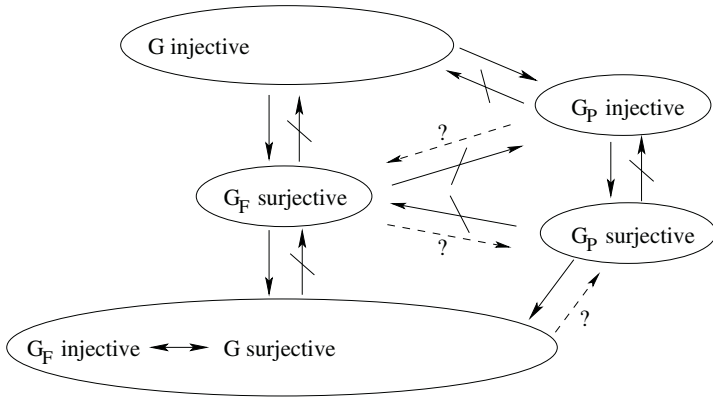 G injective
G_P injective
?
G_F surjective
G_P surjective
?
?
G_F injective
G surjective